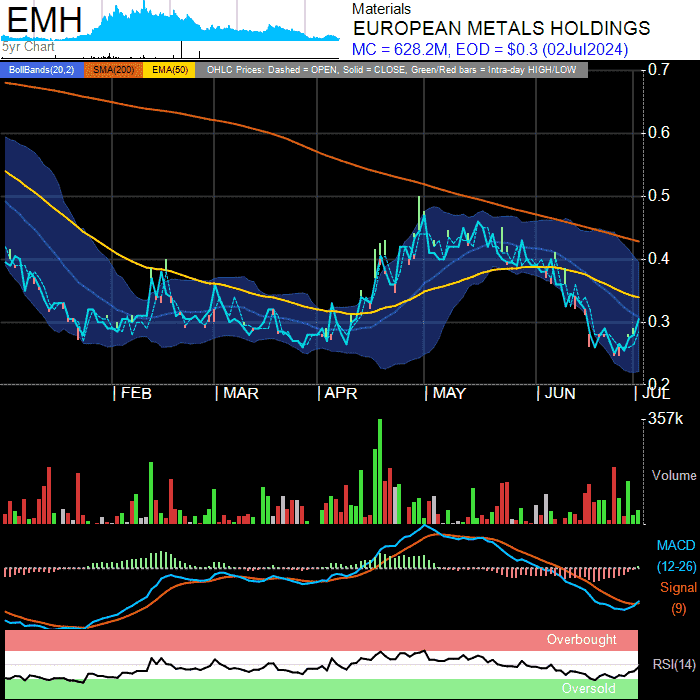 EMH
5yr Chart
Materials
EUROPEAN METALS HOLDINGS
MC = 628.2M, EOD = $0.3 (02Jul2024)
BollBands(20,2) SMA(200) EMA(50) OHLC Prices: Dashed = OPEN, Solid = CLOSE, Green/Red bars = Intra-day HIGH/LOW
0.7
0.6
0.5
0.4
0.3
0.2
FEB MAR APR MAY JUN JUL
357k
Volume
MACD
(12-26)
Signal
(9)
Overbought
RSI(14)
Oversold